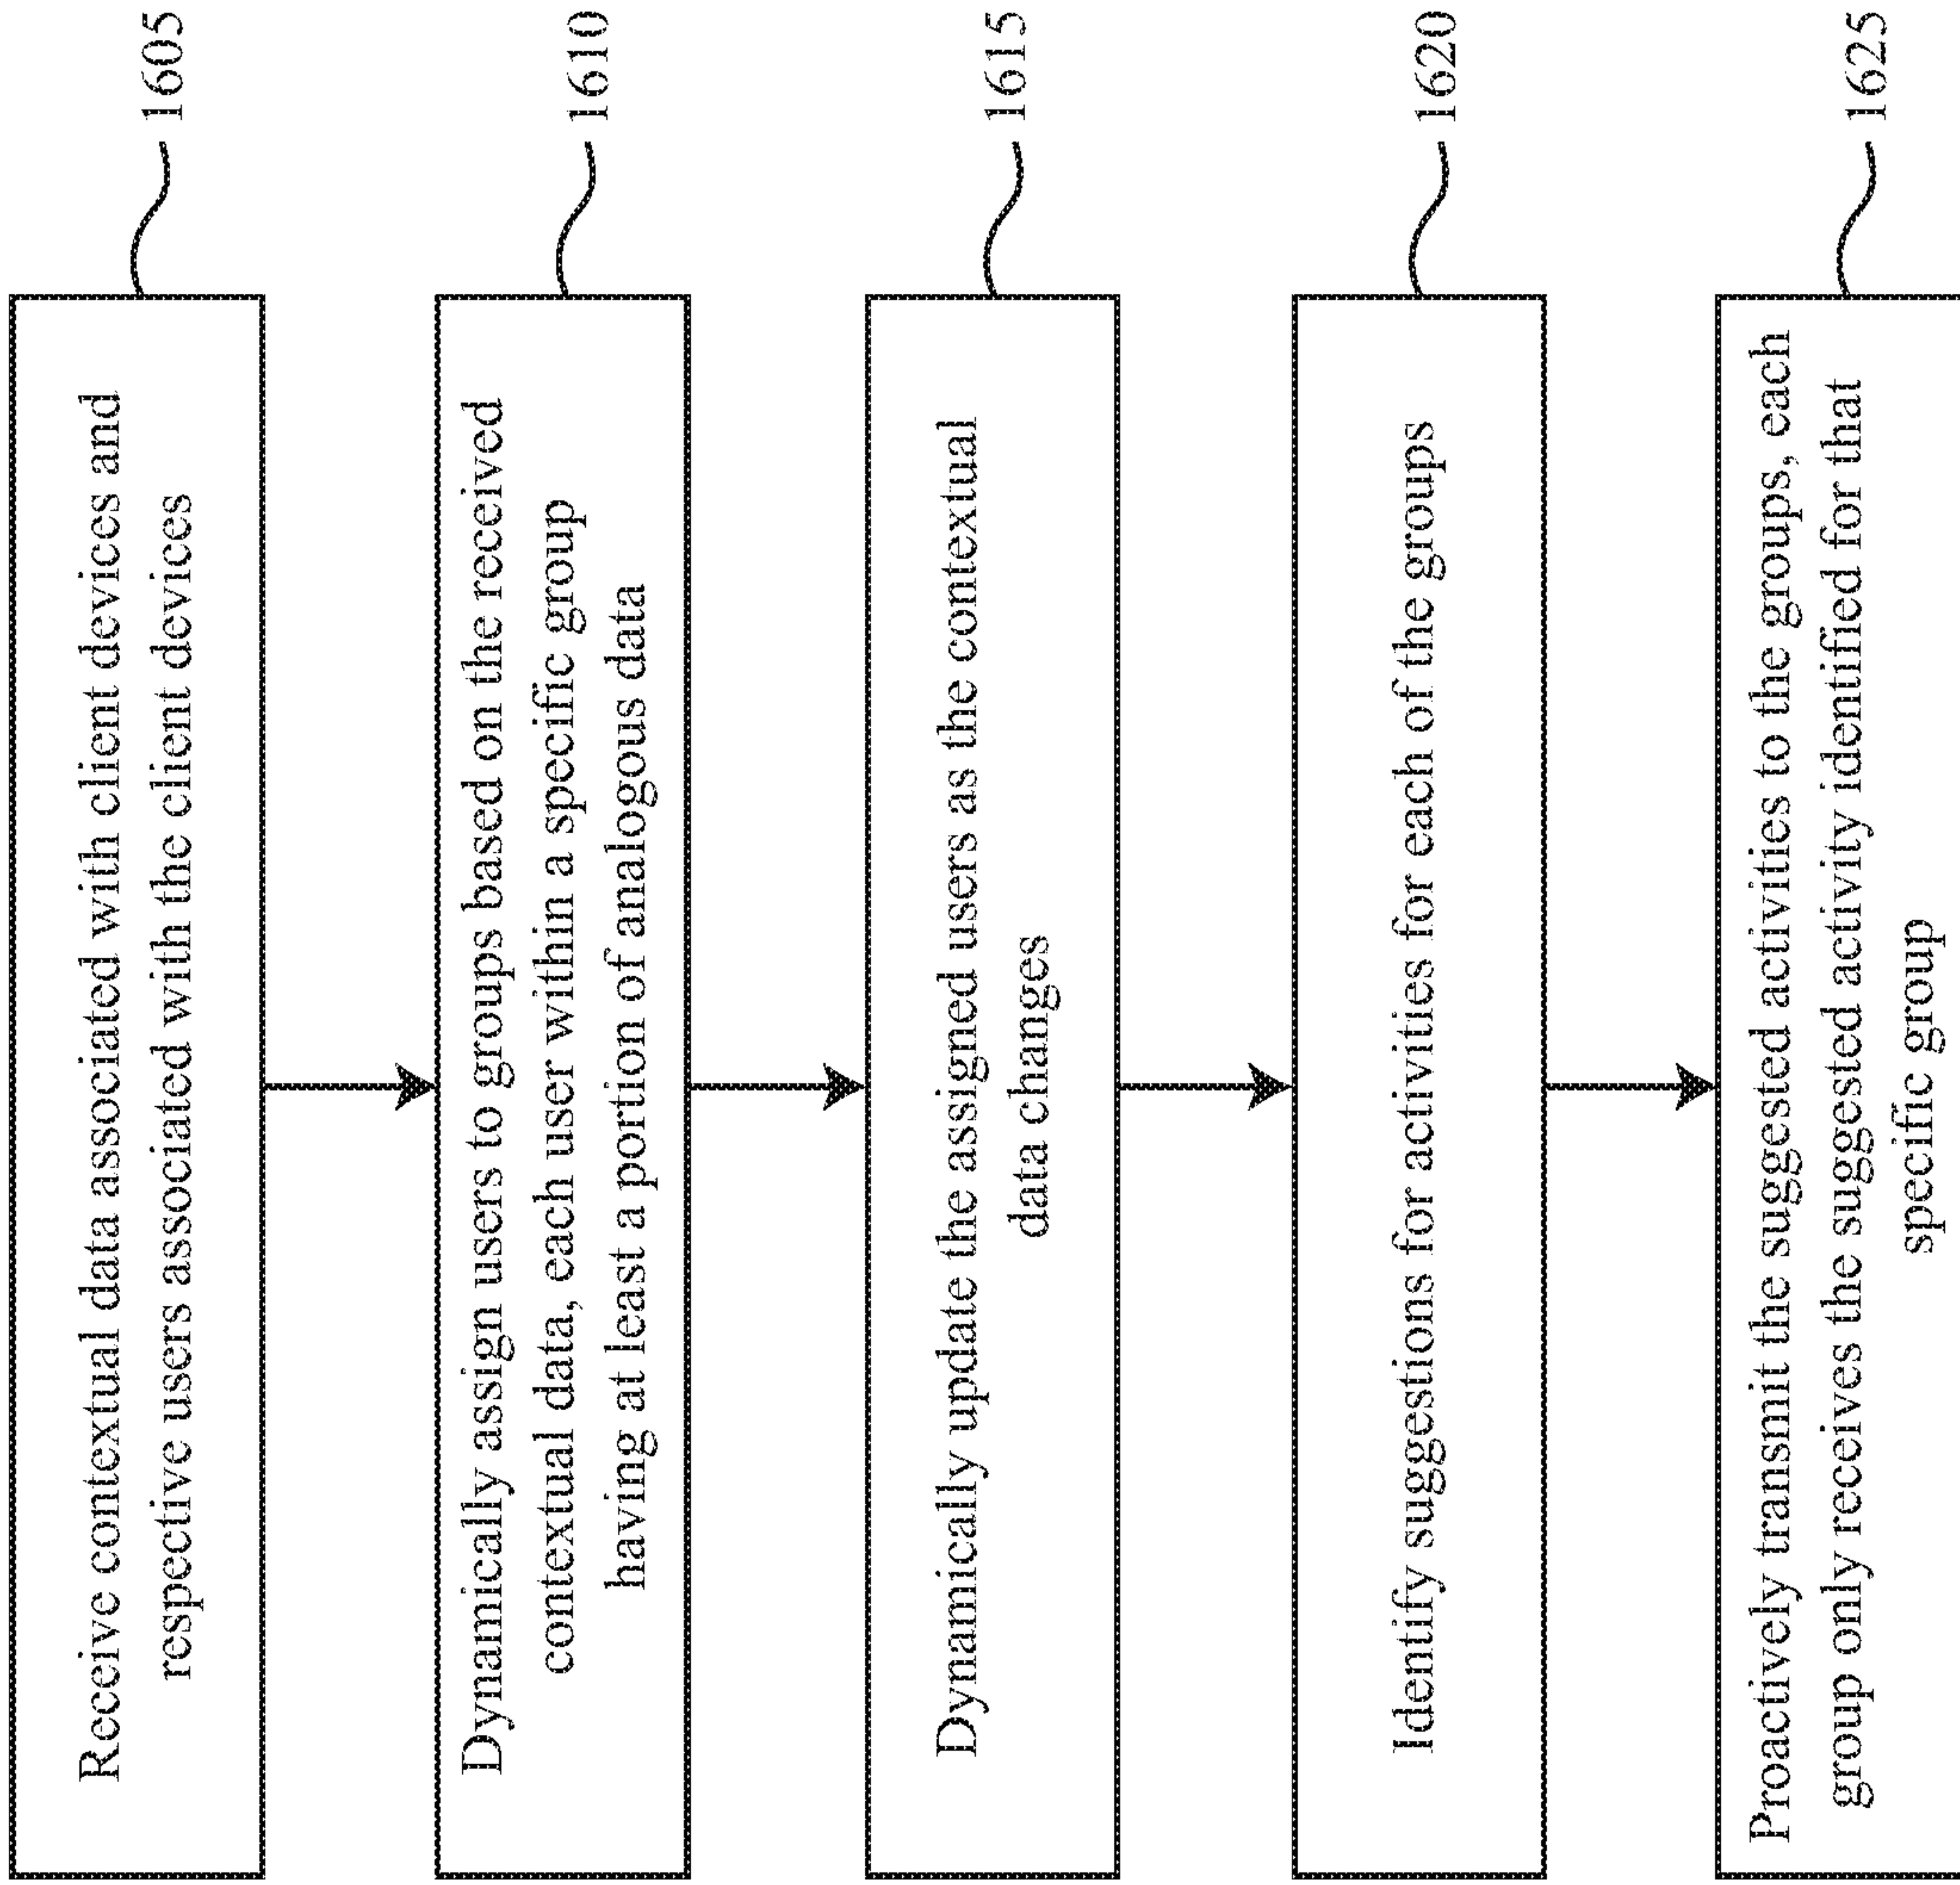 Receive contextual data associated with client devices and
respective users associated with the client devices
1605
Dynamically assign users to groups based on the received
contextual data, each user within a specific group
having at least a portion of analogous data
1610
Dynamically update the assigned users as the contextual
data changes
1615
Identify suggestions for activities for each of the groups
1620
Proactively transmit the suggested activities to the groups, each
group only receives the suggested activity identified for that
specific group
1625